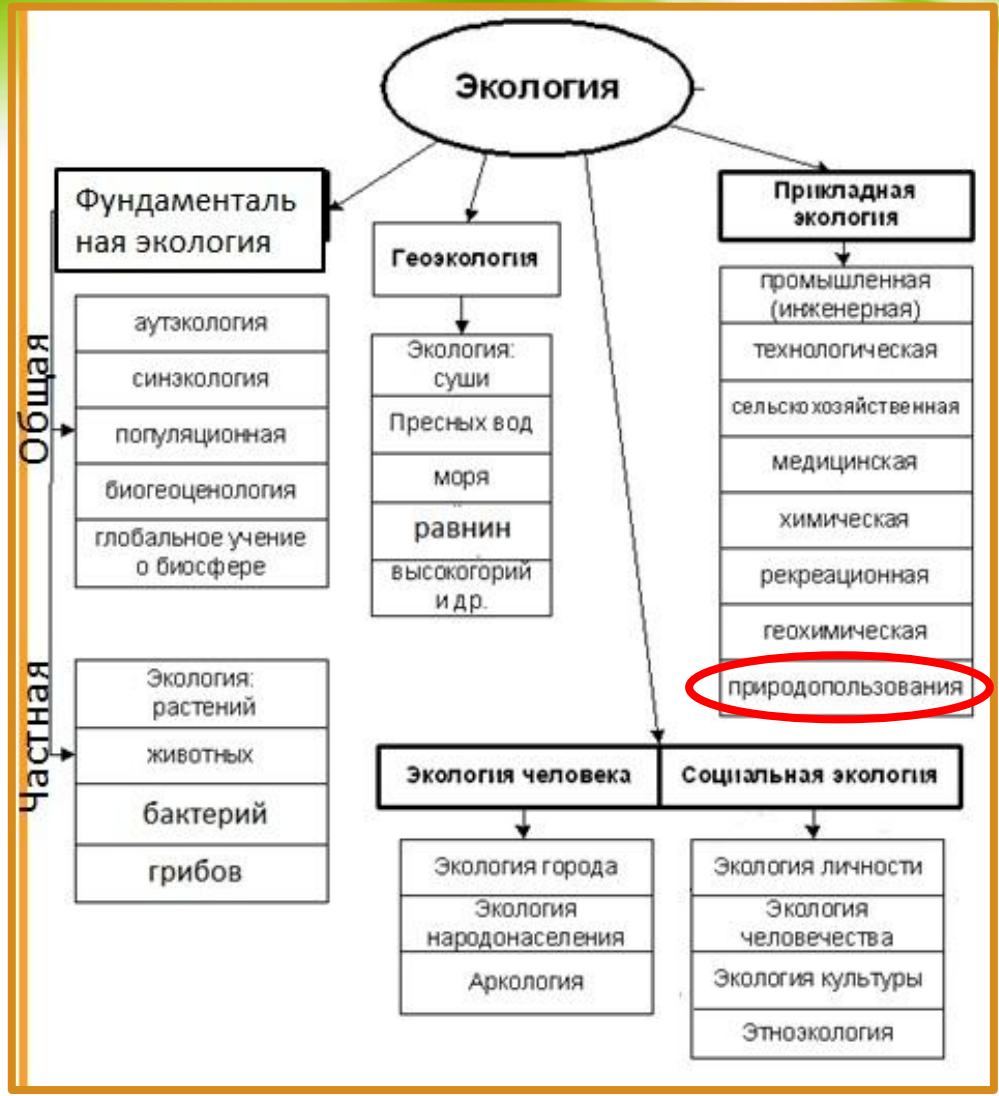 Экология
Фундаменталь
ная экология
Общая
аутэкология
синэкология
популяционная
биогеоценология
глобальное учение
о биосфере
Частная
Экология:
растений
животных
бактерий
грибов
Геоэкология
Экология:
суши
Пресных вод
моря
равнин
высокогорий
и др.
Прикладная
экология
промышленная
(инженерная)
технологическая
сельскохозяйственная
медицинская
химическая
рекреационная
геохимическая
природопользования
Экология человека
Экология города
Экология
народонаселения
Аркология
Социальная экология
Экология личности
Экология
человечества
Экология культуры
Этноэкология